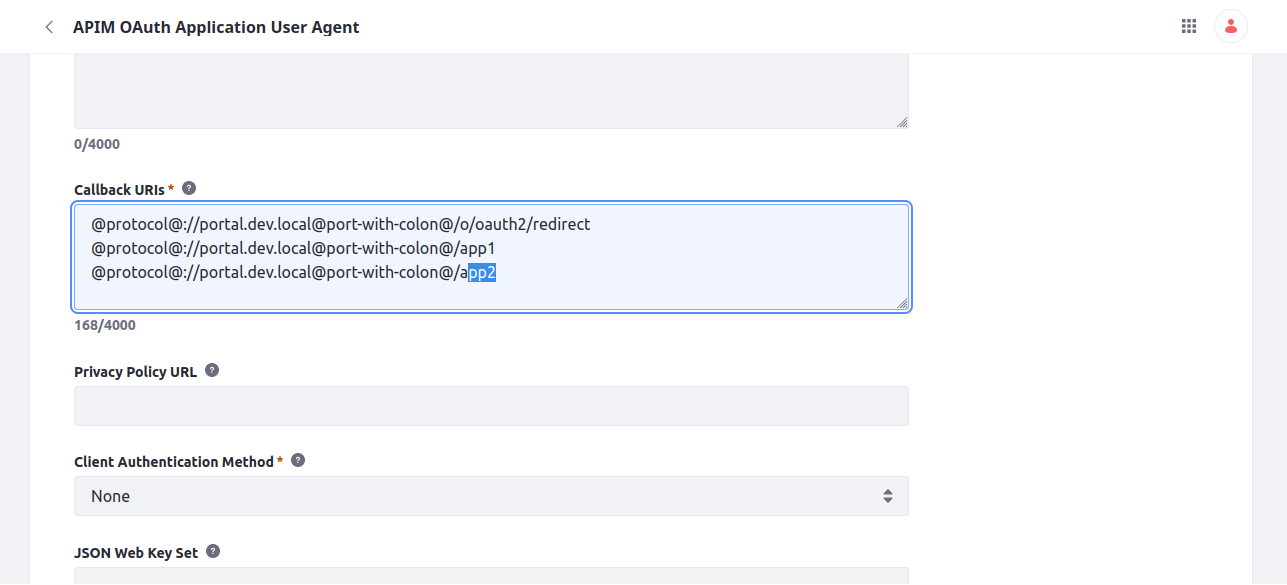 APIM OAuth Application User Agent
0/4000
Callback URIs *
@protocol@://portal.dev.local@port-with-colon@/o/oauth2/redirect
@protocol@://portal.dev.local@port-with-colon@/app1
@protocol@://portal.dev.local@port-with-colon@/app2
168/4000
Privacy Policy URL
Client Authentication Method *
None
JSON Web Key Set